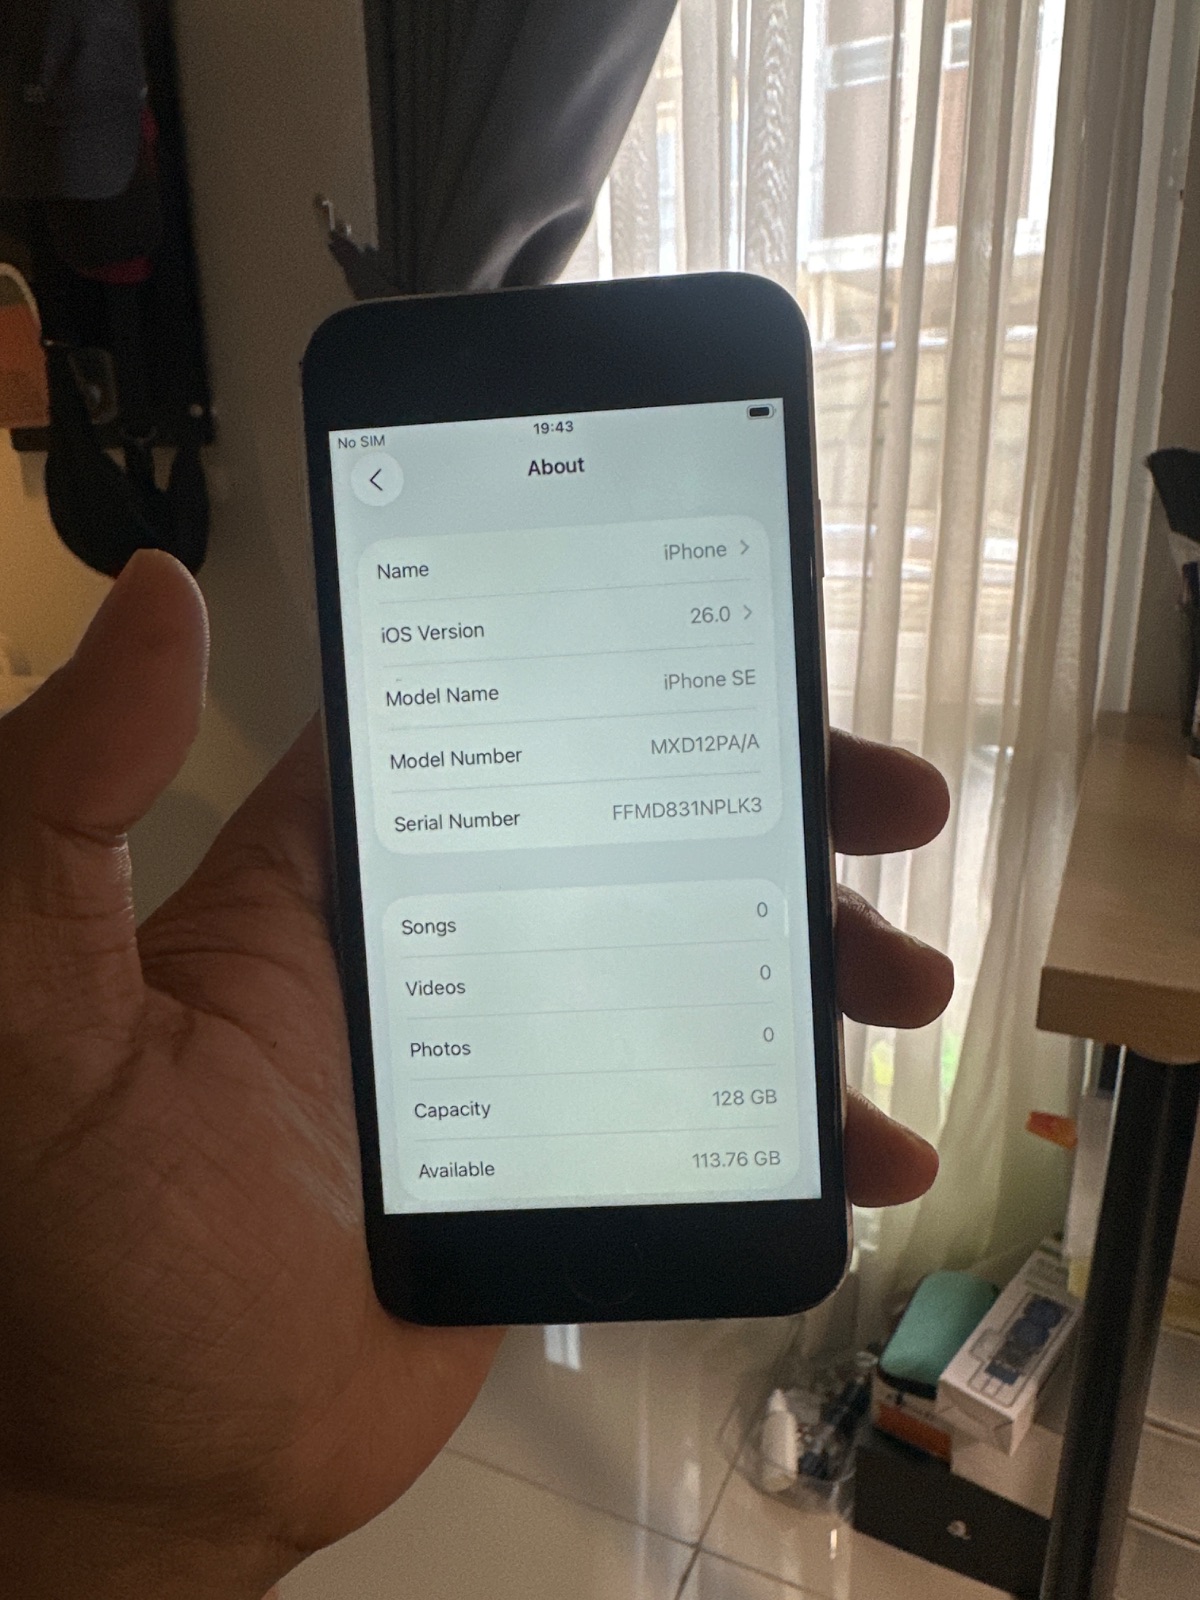 No SIM
19:43
About
Name iPhone
iOS Version 26.0
Model Name iPhone SE
Model Number MXD12PA/A
Serial Number FFMD831NPLK3
Songs 0
Videos 0
Photos 0
Capacity 128 GB
Available 113.76 GB